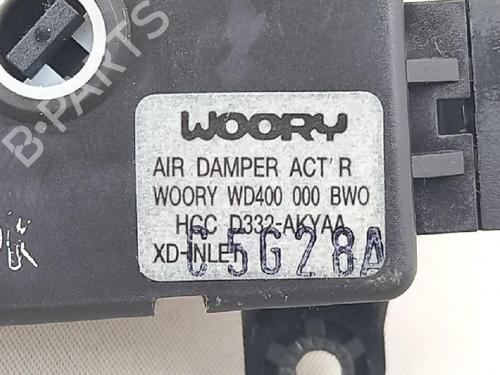 B-PARTS
WOORY
AIR DAMPER ACT'R
WOORY WD400 000 BWO
HCC D332-AKYAA
XD-INLET
C5G28A